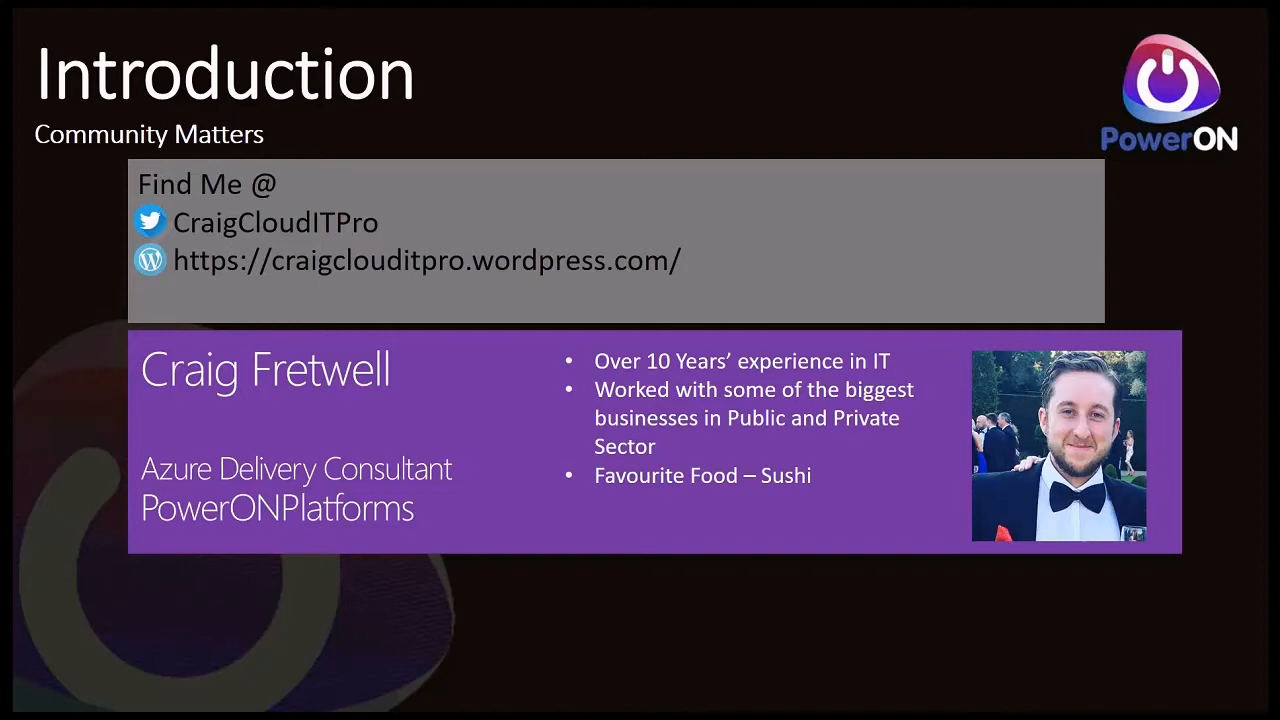 Introduction
Community Matters
PowerON
Find Me @
CraigCloudITPro
https://craigclouditpro.wordpress.com/
Craig Fretwell
Azure Delivery Consultant
PowerONPlatforms
• Over 10 Years’ experience in IT
• Worked with some of the biggest
businesses in Public and Private
Sector
• Favourite Food – Sushi